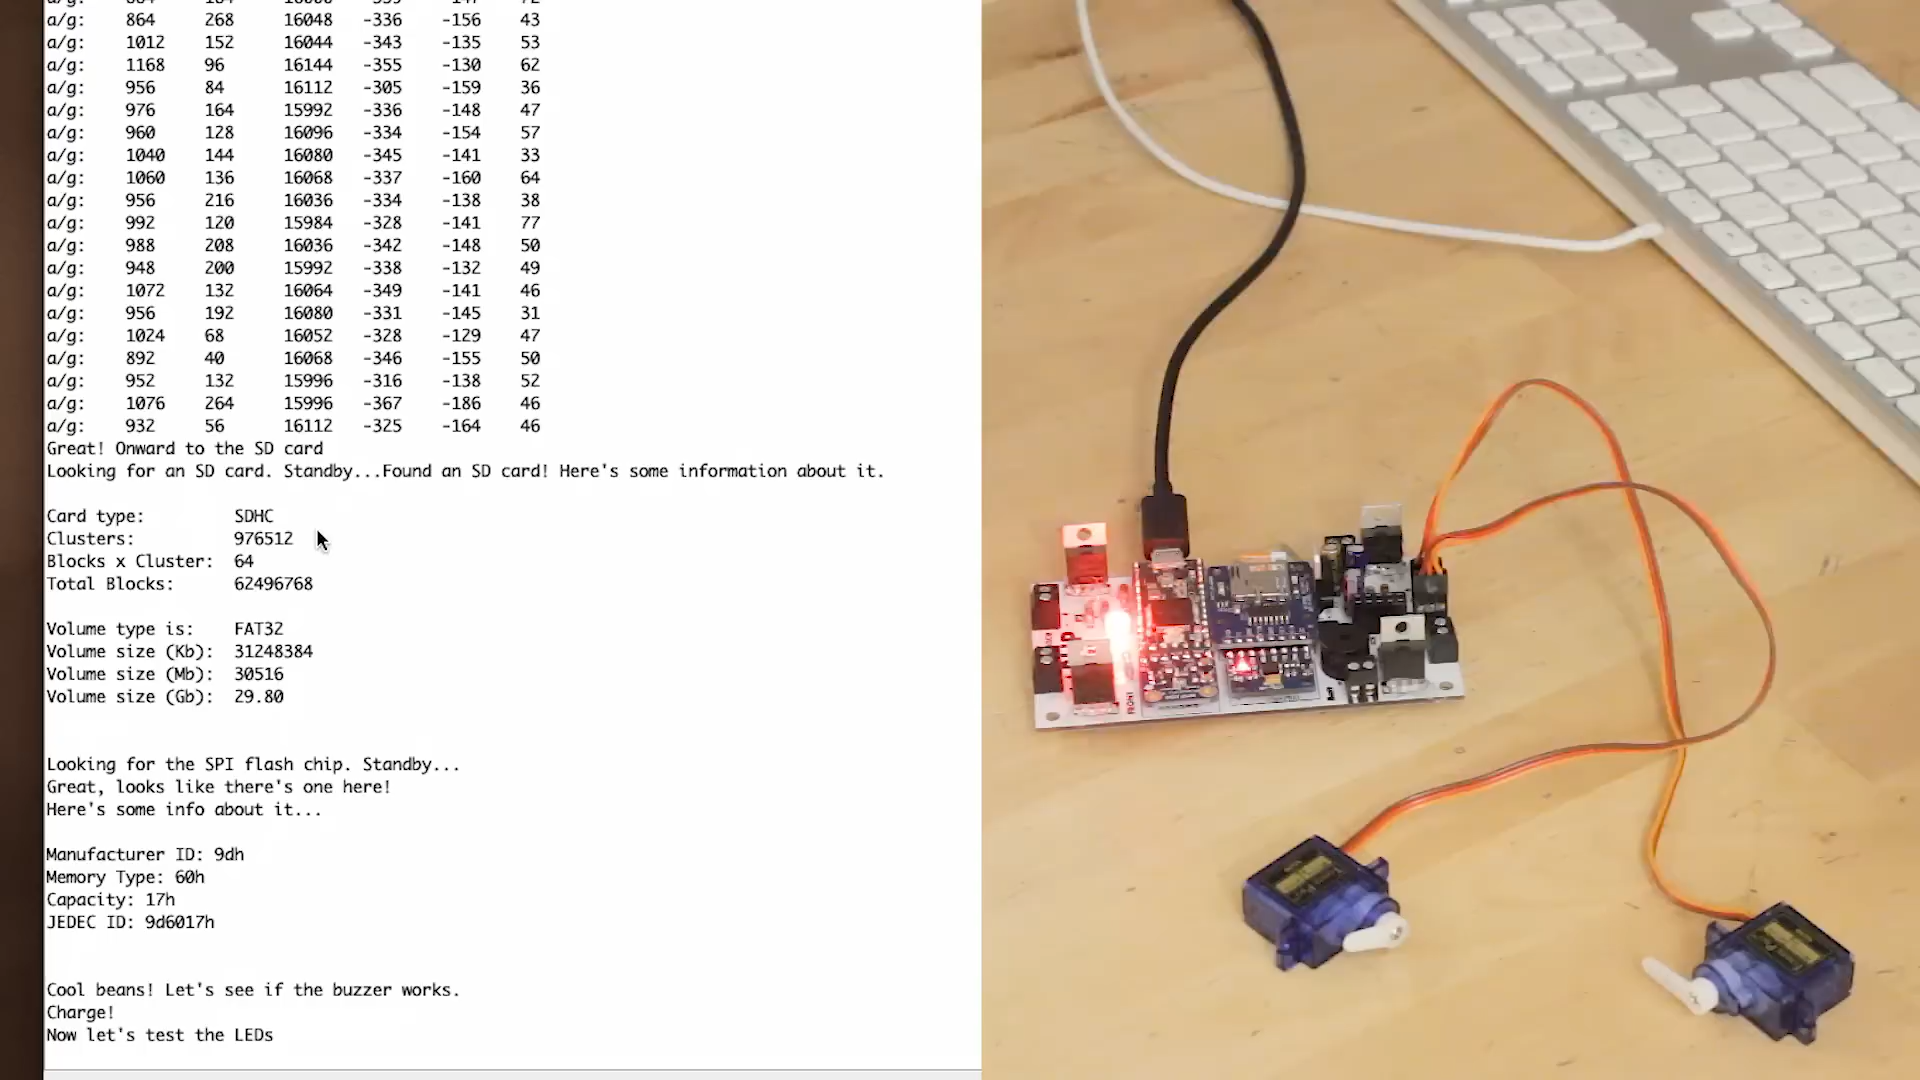 a/g: 864 268 16048 -336 -156 43
a/g: 1012 152 16044 -343 -135 53
a/g: 1168 96 16144 -355 -130 62
a/g: 956 84 16112 -305 -159 36
a/g: 976 164 15992 -336 -148 47
a/g: 960 128 16096 -334 -154 57
a/g: 1040 144 16080 -345 -141 33
a/g: 1060 136 16068 -337 -160 64
a/g: 956 216 16036 -334 -138 38
a/g: 992 120 15984 -328 -141 77
a/g: 988 208 16036 -342 -148 50
a/g: 948 200 15992 -338 -132 49
a/g: 1072 132 16064 -349 -141 46
a/g: 956 192 16080 -331 -145 31
a/g: 1024 68 16052 -328 -129 47
a/g: 892 40 16068 -346 -155 50
a/g: 952 132 15996 -316 -138 52
a/g: 1076 264 15996 -367 -186 46
a/g: 932 56 16112 -325 -164 46
Great! Onward to the SD card
Looking for an SD card. Standby...Found an SD card! Here's some information about it.
Card type: SDHC
Clusters: 976512
Blocks x Cluster: 64
Total Blocks: 62496768
Volume type is: FAT32
Volume size (Kb): 31248384
Volume size (Mb): 30516
Volume size (Gb): 29.80
Looking for the SPI flash chip. Standby...
Great, looks like there's one here!
Here's some info about it...
Manufacturer ID: 9dh
Memory Type: 60h
Capacity: 17h
JEDEC ID: 9d6017h
Cool beans! Let's see if the buzzer works.
Charge!
Now let's test the LEDs
FRONT